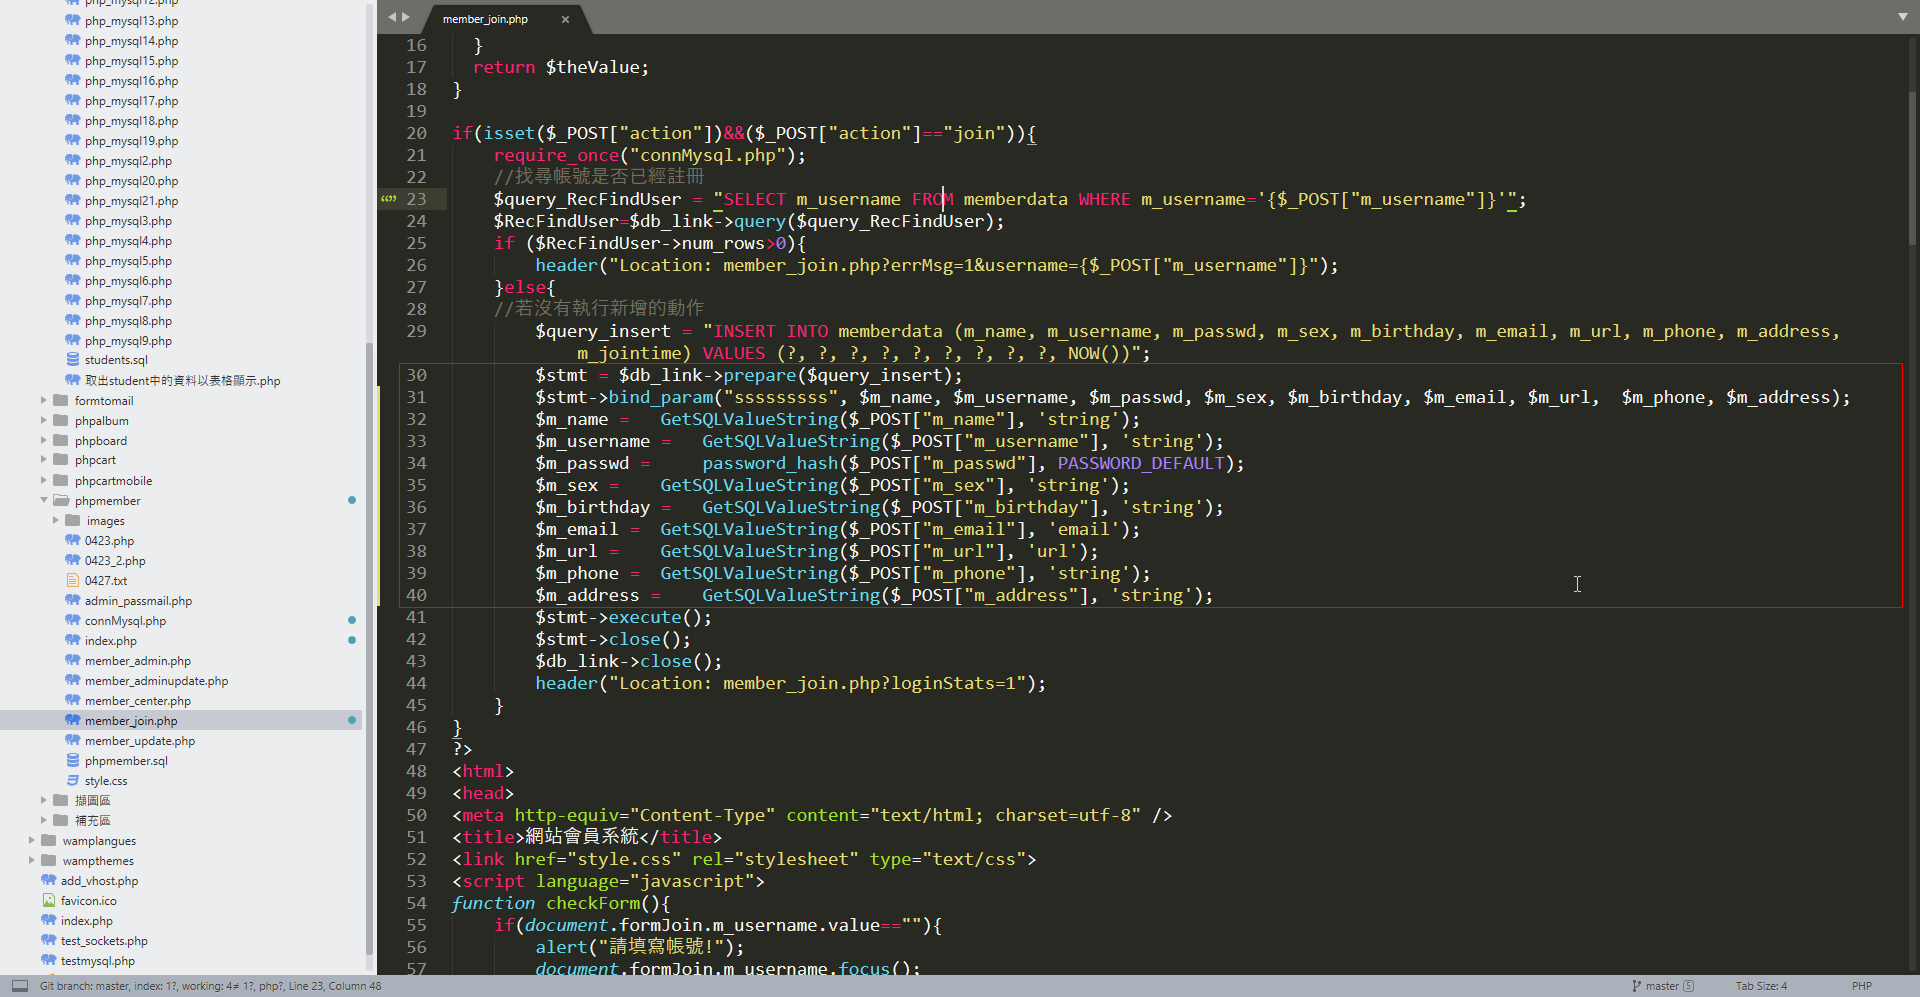 php_mysql12.php
php_mysql13.php
php_mysql14.php
php_mysql15.php
php_mysql16.php
php_mysql17.php
php_mysql18.php
php_mysql19.php
php_mysql2.php
php_mysql20.php
php_mysql21.php
php_mysql3.php
php_mysql4.php
php_mysql5.php
php_mysql6.php
php_mysql7.php
php_mysql8.php
php_mysql9.php
students.sql
取出student中的資料以表格顯示.php
formtomail
phpalbum
phpboard
phpcart
phpcartmobile
phpmember
images
0423.php
0423_2.php
0427.txt
admin_passmail.php
connMysql.php
index.php
member_admin.php
member_adminupdate.php
member_center.php
member_join.php
member_update.php
phpmember.sql
style.css
擷圖區
補充區
wamplangues
wampthemes
add_vhost.php
favicon.ico
index.php
test_sockets.php
testmysql.php
member_join.php ×
16 }
17 return $theValue;
18 }
19
20 if(isset($_POST["action"])&&($_POST["action"]=="join")){
21 require_once("connMysql.php");
22 //找尋帳號是否已經註冊
23 $query_RecFindUser = "SELECT m_username FROM memberdata WHERE m_username='{$_POST["m_username"]}'";
24 $RecFindUser=$db_link->query($query_RecFindUser);
25 if ($RecFindUser->num_rows>0){
26 header("Location: member_join.php?errMsg=1&username={$_POST["m_username"]}");
27 }else{
28 //若沒有執行新增的動作
29 $query_insert = "INSERT INTO memberdata (m_name, m_username, m_passwd, m_sex, m_birthday, m_email, m_url, m_phone, m_address,
m_jointime) VALUES (?, ?, ?, ?, ?, ?, ?, ?, ?, NOW())";
30 $stmt = $db_link->prepare($query_insert);
31 $stmt->bind_param("sssssssss", $m_name, $m_username, $m_passwd, $m_sex, $m_birthday, $m_email, $m_url,  $m_phone, $m_address);
32 $m_name = GetSQLValueString($_POST["m_name"], 'string');
33 $m_username = GetSQLValueString($_POST["m_username"], 'string');
34 $m_passwd = password_hash($_POST["m_passwd"], PASSWORD_DEFAULT);
35 $m_sex = GetSQLValueString($_POST["m_sex"], 'string');
36 $m_birthday = GetSQLValueString($_POST["m_birthday"], 'string');
37 $m_email = GetSQLValueString($_POST["m_email"], 'email');
38 $m_url = GetSQLValueString($_POST["m_url"], 'url');
39 $m_phone = GetSQLValueString($_POST["m_phone"], 'string');
40 $m_address = GetSQLValueString($_POST["m_address"], 'string');
41 $stmt->execute();
42 $stmt->close();
43 $db_link->close();
44 header("Location: member_join.php?loginStats=1");
45 }
46 }
47 ?>
48 <html>
49 <head>
50 <meta http-equiv="Content-Type" content="text/html; charset=utf-8" />
51 <title>網站會員系統</title>
52 <link href="style.css" rel="stylesheet" type="text/css">
53 <script language="javascript">
54 function checkForm(){
55 if(document.formJoin.m_username.value==""){
56 alert("請填寫帳號!");
57 document.formJoin.m_username.focus();
Git branch: master, index: 1?, working: 4≠ 1?, php?, Line 23, Column 48
master 5
Tab Size: 4
PHP